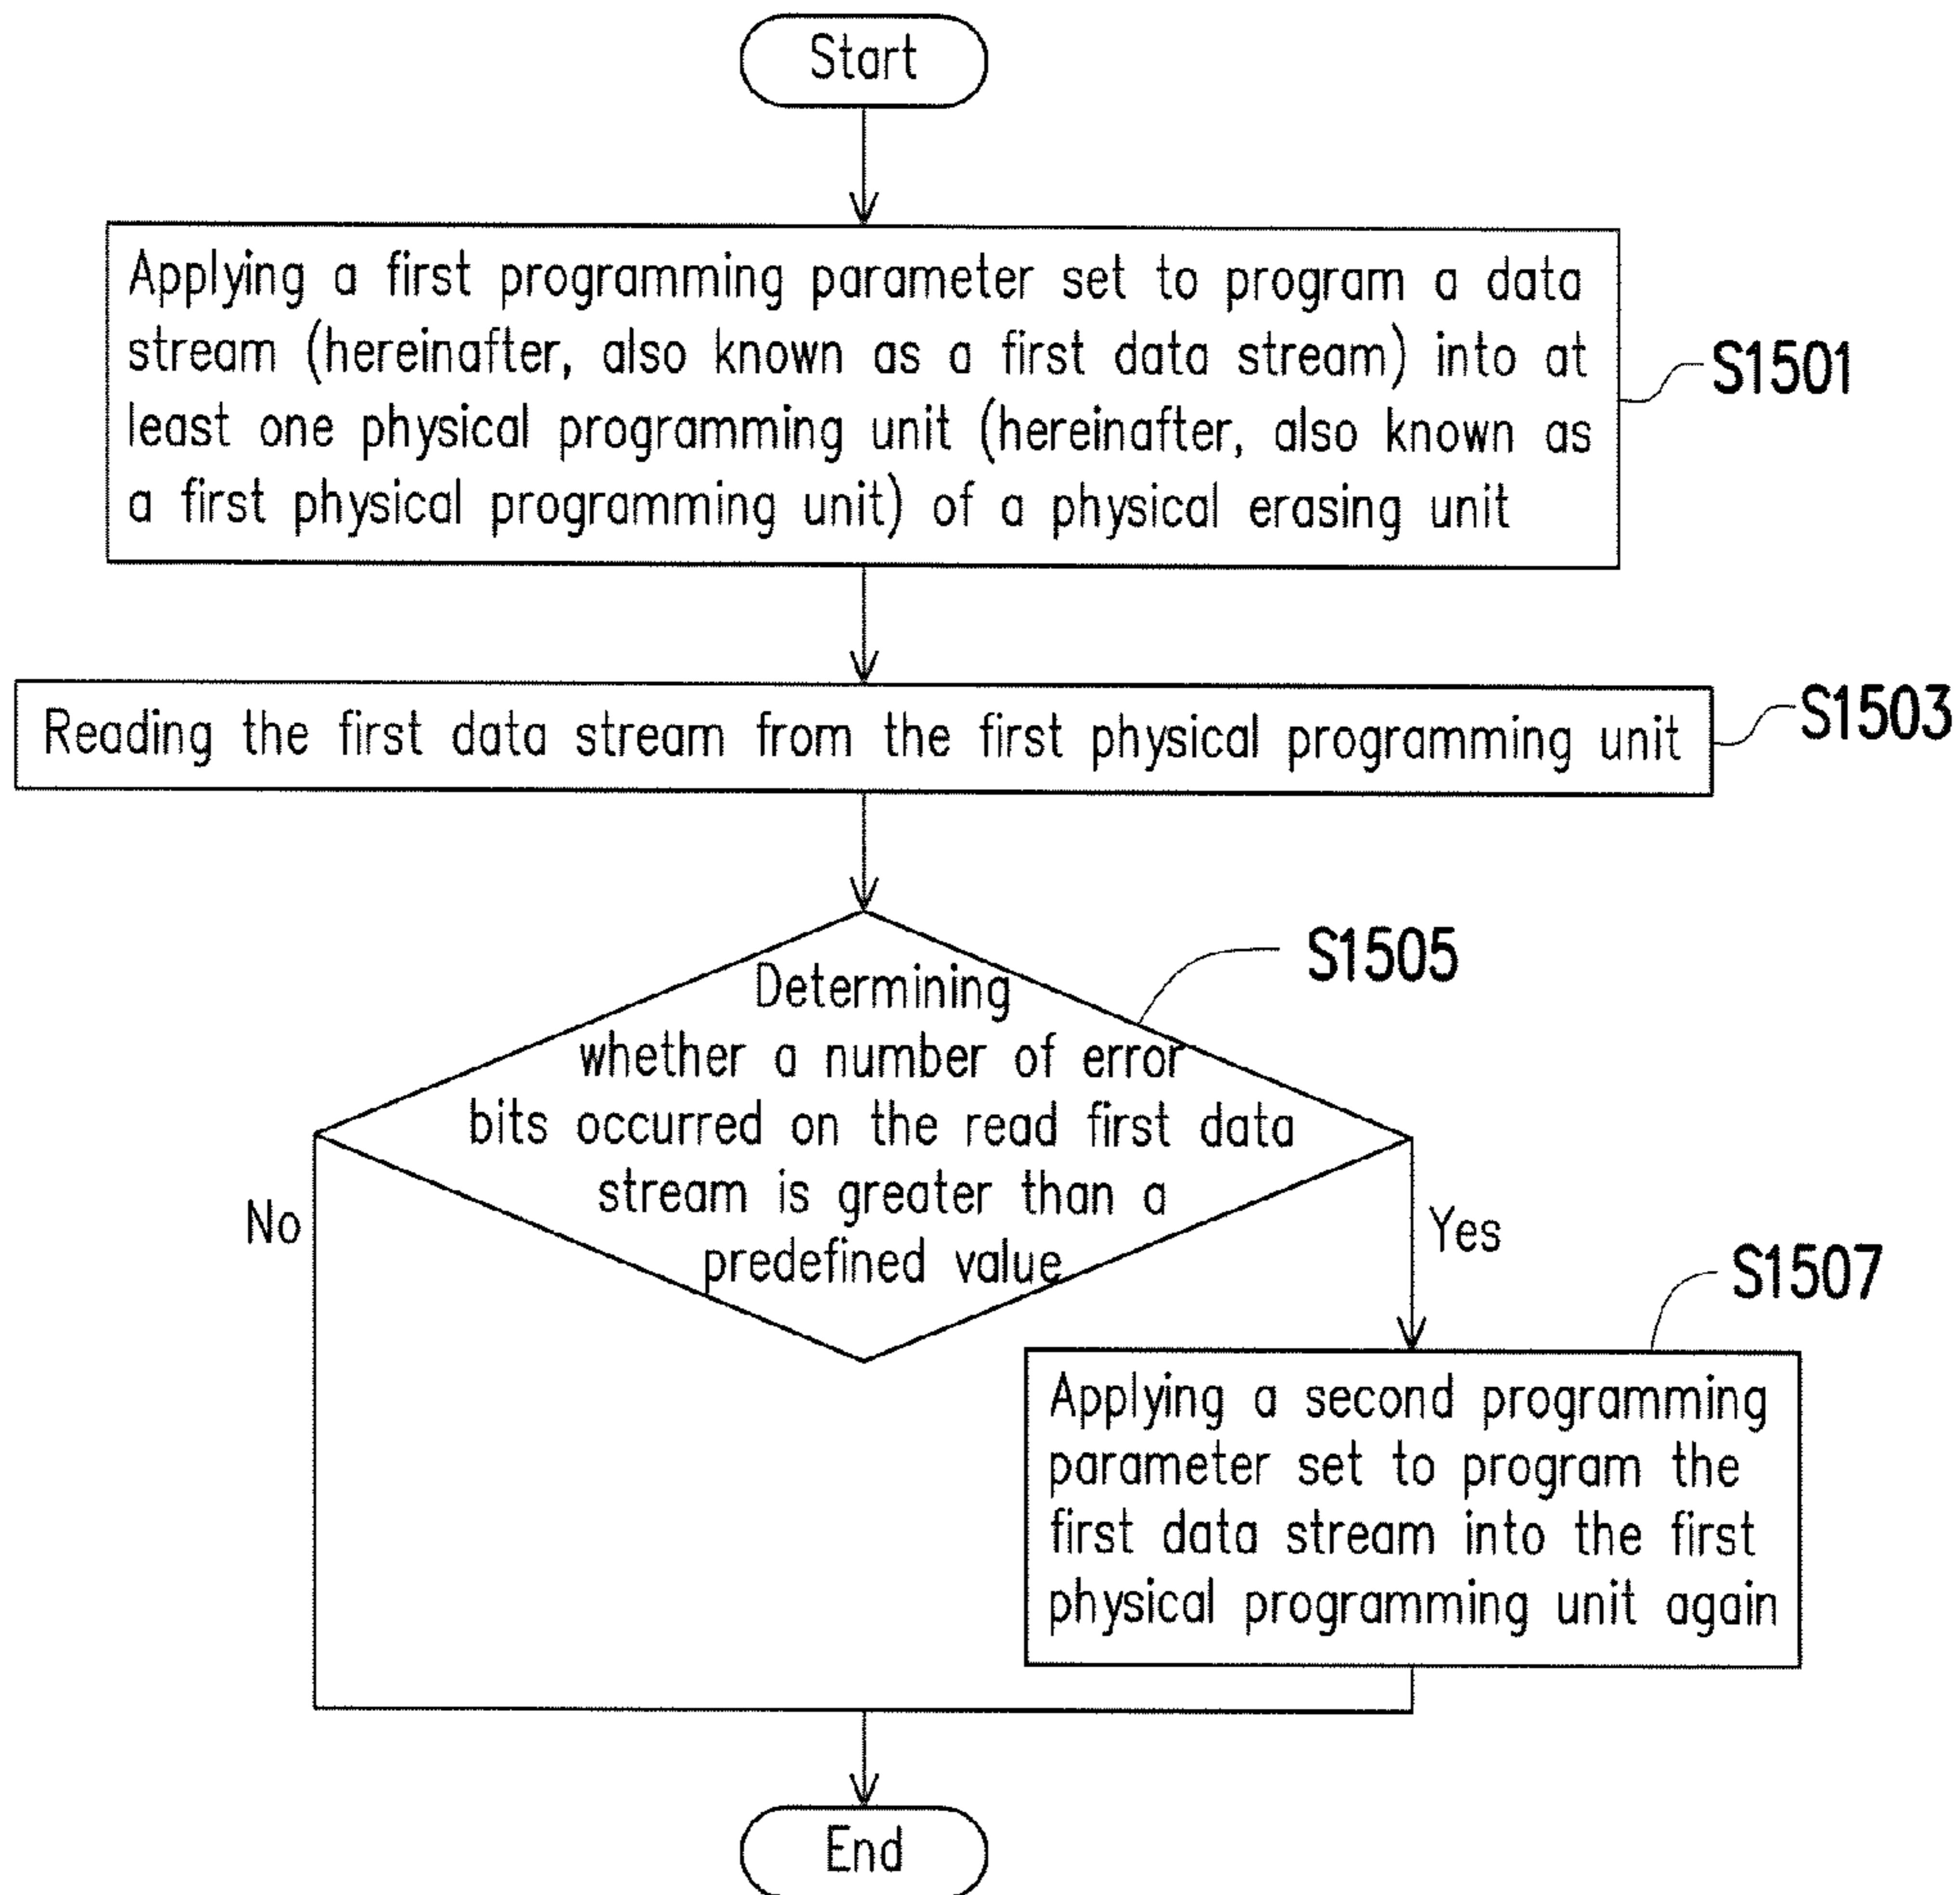 Start
Applying a first programming parameter set to program a data
stream (hereinafter, also known as a first data stream) into at
least one physical programming unit (hereinafter, also known as
a first physical programming unit) of a physical erasing unit
S1501
Reading the first data stream from the first physical programming unit
S1503
Determining
whether a number of error
bits occurred on the read first data
stream is greater than a
predefined value
S1505
No
Yes
S1507
Applying a second programming
parameter set to program the
first data stream into the first
physical programming unit again
End